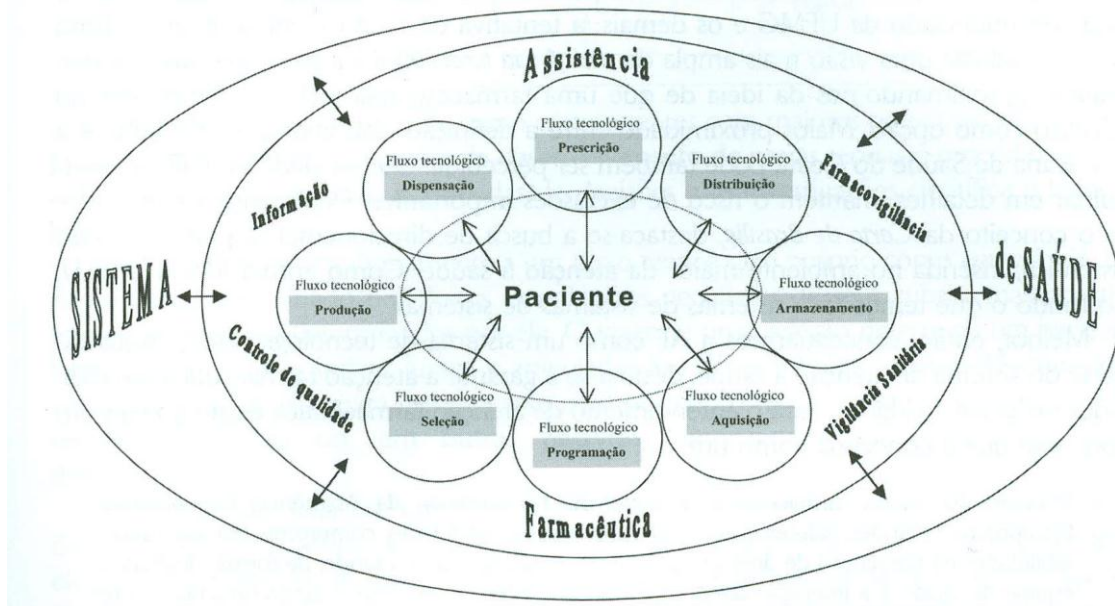 Assistência
Fluxo tecnológico
Prescrição
Fluxo tecnológico
Dispensação
Fluxo tecnológico
Distribuição
Informação
Farmacovigilância
SISTEMA
de SAÚDE
Fluxo tecnológico
Produção
Paciente
Fluxo tecnológico
Armazenamento
Controle de qualidade
Vigilância Sanitária
Fluxo tecnológico
Seleção
Fluxo tecnológico
Aquisição
Fluxo tecnológico
Programação
Farmacêutica